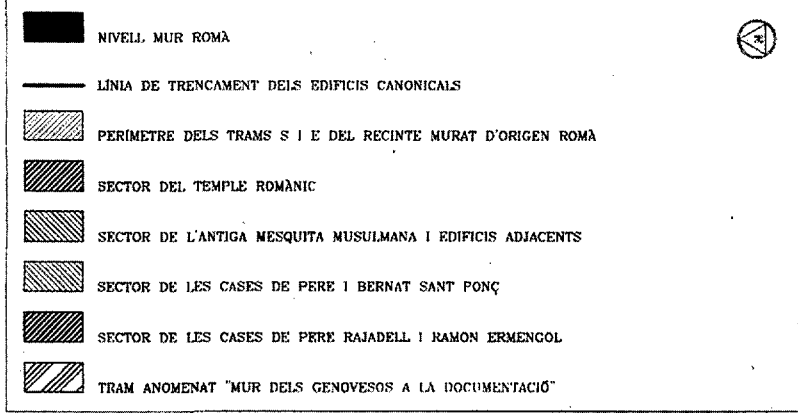 NIVELL MUR ROMÀ
LÍNIA DE TRENCAMENT DELS EDIFICIS CANONICALS
PERÍMETRE DELS TRAMS S I E DEL RECINTE MURAT D'ORIGEN ROMÀ
SECTOR DEL TEMPLE ROMÀNIC
SECTOR DE L'ANTIGA MESQUITA MUSULMANA I EDIFICIS ADJACENTS
SECTOR DE LES CASES DE PERE I BERNAT SANT PONÇ
SECTOR DE LES CASES DE PERE RAJADELL I RAMON ERMENGOL
TRAM ANOMENAT "MUR DELS GENOVESOS A LA DOCUMENTACIÓ"